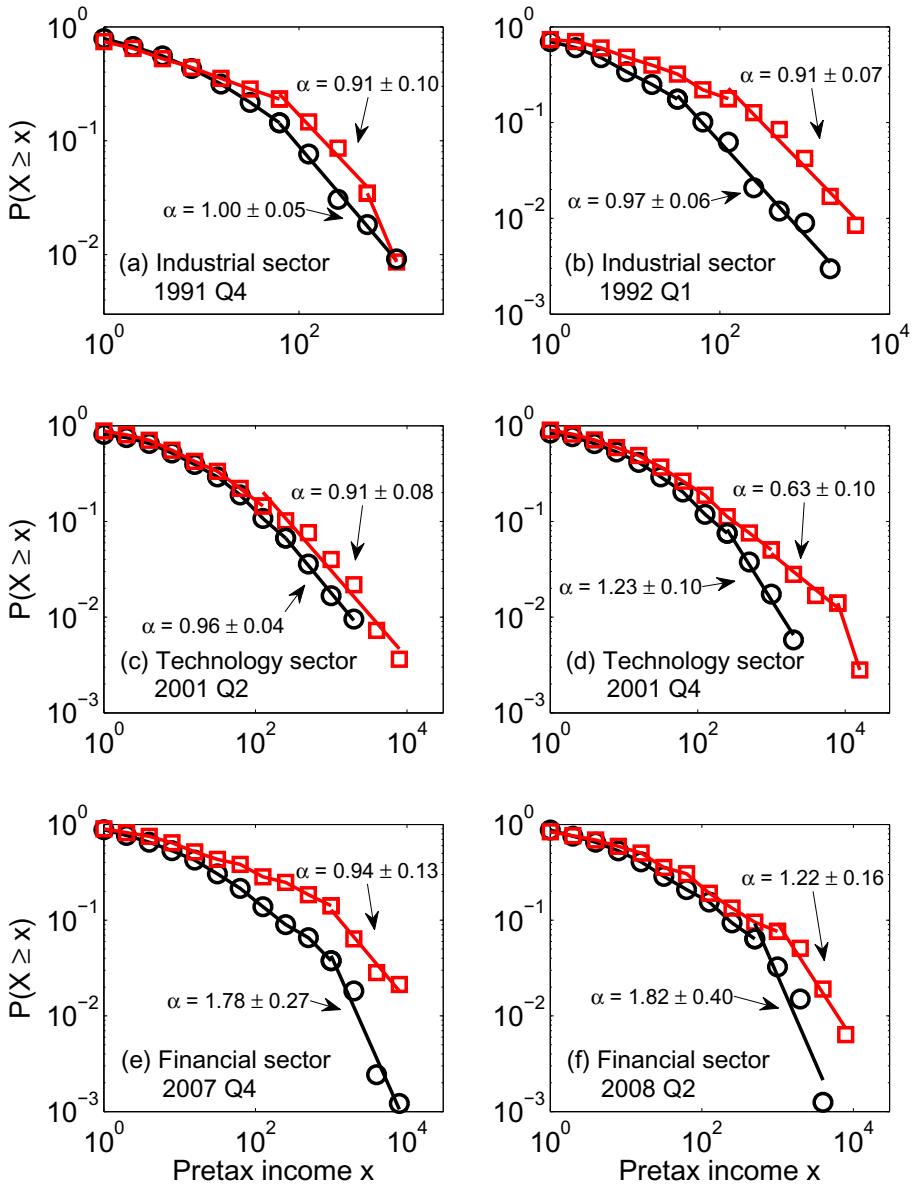 10^0
10^-1
10^-2
P(X ≥ x)
α = 0.91 ± 0.10
α = 1.00 ± 0.05
(a) Industrial sector
1991 Q4
10^0
10^2
10^0
10^-1
10^-2
10^-3
α = 0.91 ± 0.07
α = 0.97 ± 0.06
(b) Industrial sector
1992 Q1
10^0
10^2
10^4
10^0
10^-1
10^-2
10^-3
P(X ≥ x)
α = 0.91 ± 0.08
α = 0.96 ± 0.04
(c) Technology sector
2001 Q2
10^0
10^2
10^4
10^0
10^-1
10^-2
10^-3
α = 0.63 ± 0.10
α = 1.23 ± 0.10
(d) Technology sector
2001 Q4
10^0
10^2
10^4
10^0
10^-1
10^-2
10^-3
P(X ≥ x)
α = 0.94 ± 0.13
α = 1.78 ± 0.27
(e) Financial sector
2007 Q4
10^0
10^2
10^4
Pretax income x
10^0
10^-1
10^-2
10^-3
α = 1.22 ± 0.16
α = 1.82 ± 0.40
(f) Financial sector
2008 Q2
10^0
10^2
10^4
Pretax income x